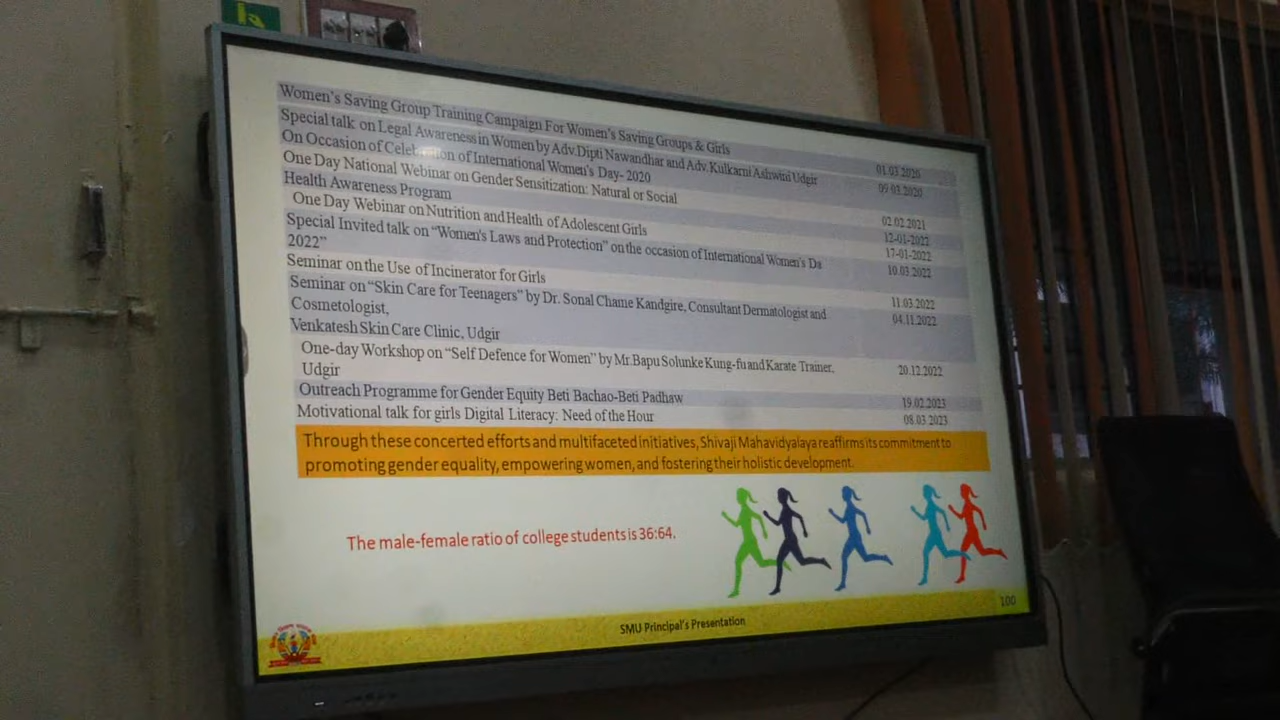 Women's Saving Group Training Campaign For Women's Saving Groups & Girls 01.03.2020
Special talk on Legal Awareness in Women by Adv.Dipti Nawandhar and Adv. Kulkarni Ashwini Udgir 09.03.2020
On Occasion of Celebration of International Women's Day- 2020
One Day National Webinar on Gender Sensitization: Natural or Social 02.02.2021
Health Awareness Program 12-01-2022
One Day Webinar on Nutrition and Health of Adolescent Girls 17-01-2022
Special Invited talk on "Women's Laws and Protection" on the occasion of International Women's Da 10.03.2022
2022"
Seminar on the Use of Incinerator for Girls 11.03.2022
Seminar on "Skin Care for Teenagers" by Dr. Sonal Chame Kandgire, Consultant Dermatologist and 04.11.2022
Cosmetologist,
Venkatesh Skin Care Clinic, Udgir
One-day Workshop on "Self Defence for Women" by Mr.Bapu Solunke Kung-fu and Karate Trainer, 20.12.2022
Udgir
Outreach Programme for Gender Equity Beti Bachao-Beti Padhaw 19.02.2023
Motivational talk for girls Digital Literacy: Need of the Hour 08.03.2023
Through these concerted efforts and multifaceted initiatives, Shivaji Mahavidyalaya reaffirms its commitment to
promoting gender equality, empowering women, and fostering their holistic development.
The male-female ratio of college students is 36:64.
SMU Principal's Presentation
100